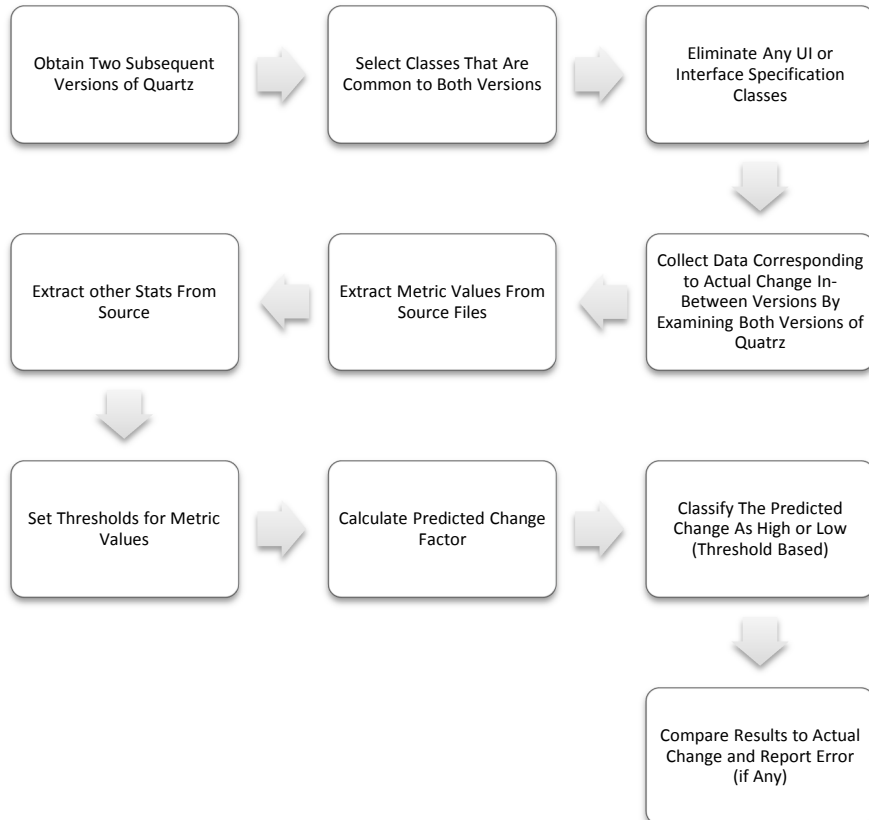 Obtain Two Subsequent
Versions of Quartz
Select Classes That Are
Common to Both Versions
Eliminate Any UI or
Interface Specification
Classes
Collect Data Corresponding
to Actual Change In-
Between Versions By
Examining Both Versions of
Quatrz
Extract Metric Values From
Source Files
Extract other Stats From
Source
Set Thresholds for Metric
Values
Calculate Predicted Change
Factor
Classify The Predicted
Change As High or Low
(Threshold Based)
Compare Results to Actual
Change and Report Error
(if Any)